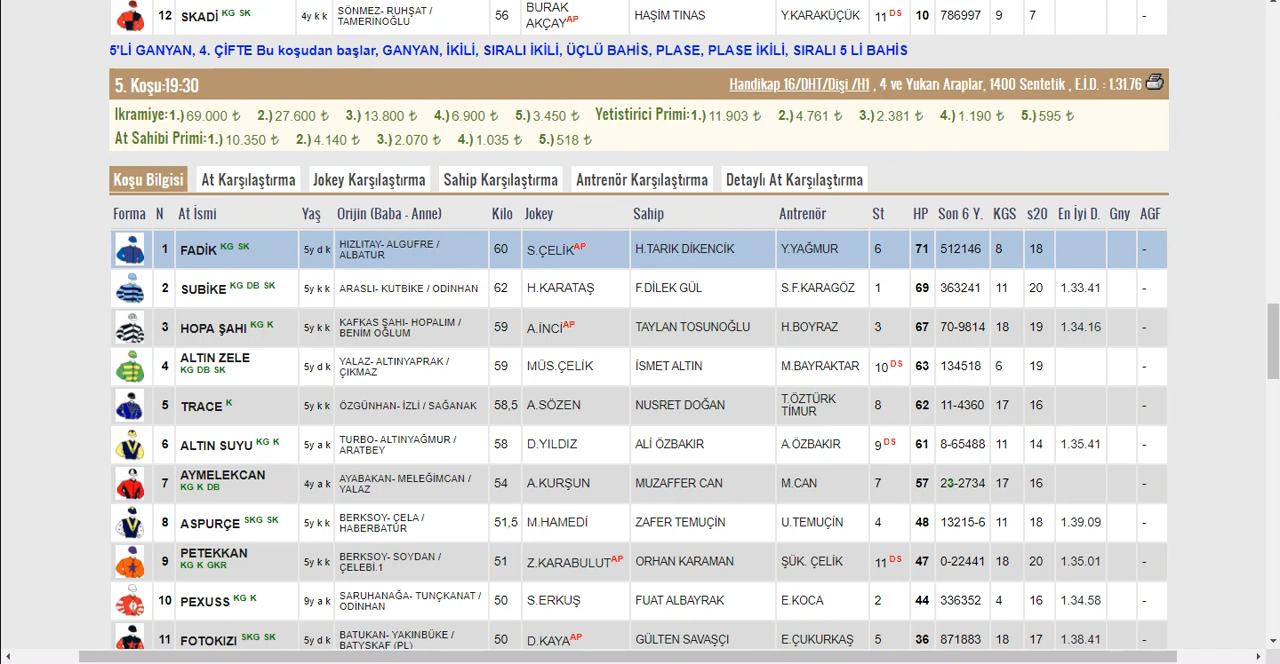 12 SKADİ KG SK 4y k k SÖNMEZ- RUHŞAT / TAMERİNOĞLU 56 BURAK AKÇAYAP HAŞİM TINAS Y.KARAKÜÇÜK 11 DS 10 786997 9 7 -
5'Lİ GANYAN, 4. ÇİFTE Bu koşudan başlar, GANYAN, İKİLİ, SIRALI İKİLİ, ÜÇLÜ BAHİS, PLASE, PLASE İKİLİ, SIRALI 5 Lİ BAHİS
5. Koşu:19:30 Handikap 16/DHT/Dişi /H1 , 4 ve Yukarı Araplar, 1400 Sentetik , E.İ.D. : 1.31.76
Ikramiye:1.)69.000 ₺ 2.)27.600 ₺ 3.)13.800 ₺ 4.)6.900 ₺ 5.)3.450 ₺ Yetistirici Primi:1.)11.903 ₺ 2.)4.761 ₺ 3.)2.381 ₺ 4.)1.190 ₺ 5.)595 ₺
At Sahibi Primi:1.)10.350 ₺ 2.)4.140 ₺ 3.)2.070 ₺ 4.)1.035 ₺ 5.)518 ₺
Koşu Bilgisi At Karşılaştırma Jokey Karşılaştırma Sahip Karşılaştırma Antrenör Karşılaştırma Detaylı At Karşılaştırma
Forma N At İsmi Yaş Orijin (Baba - Anne) Kilo Jokey Sahip Antrenör St HP Son 6 Y. KGS s20 En İyi D. Gny AGF
1 FADİK KG SK 5y d k HIZLITAY- ALGUFRE / ALBATUR 60 S.ÇELİKAP H.TARIK DİKENCİK Y.YAĞMUR 6 71 512146 8 18 -
2 SUBİKE KG DB SK 5y k k ARASLI- KUTBİKE / ODİNHAN 62 H.KARATAŞ F.DİLEK GÜL S.F.KARAGÖZ 1 69 363241 11 20 1.33.41 -
3 HOPA ŞAHI KG K 5y k k KAFKAS ŞAHI- HOPALIM / BENİM OĞLUM 59 A.İNCİAP TAYLAN TOSUNOĞLU H.BOYRAZ 3 67 70-9814 18 19 1.34.16 -
4 ALTIN ZELE KG DB SK 5y d k YALAZ- ALTINYAPRAK / ÇIKMAZ 59 MÜS.ÇELİK İSMET ALTIN M.BAYRAKTAR 10 DS 63 134518 6 19 -
5 TRACE K 5y k k ÖZGÜNHAN- İZLİ / SAĞANAK 58,5 A.SÖZEN NUSRET DOĞAN T.ÖZTÜRK TİMUR 8 62 11-4360 17 16 -
6 ALTIN SUYU KG K 5y a k TURBO- ALTINYAĞMUR / ARATBEY 58 D.YILDIZ ALİ ÖZBAKIR A.ÖZBAKIR 9 DS 61 8-65488 11 14 1.35.41 -
7 AYMELEKCAN KG K DB 4y a k AYABAKAN- MELEĞİMCAN / YALAZ 54 A.KURŞUN MUZAFFER CAN M.CAN 7 57 23-2734 17 16 -
8 ASPURÇE SKG SK 5y k k BERKSOY- ÇELA / HABERBATUR 51,5 M.HAMEDİ ZAFER TEMUÇİN U.TEMUÇİN 4 48 13215-6 11 18 1.39.09 -
9 PETEKKAN KG K GKR 5y k k BERKSOY- SOYDAN / ÇELEBİ.1 51 Z.KARABULUTAP ORHAN KARAMAN ŞÜK. ÇELİK 11 DS 47 0-22441 18 20 1.35.01 -
10 PEXUSS KG K 9y a k SARUHANAĞA- TUNÇKANAT / ODİNHAN 50 S.ERKUŞ FUAT ALBAYRAK E.KOCA 2 44 336352 4 16 1.34.58 -
11 FOTOKIZI SKG SK 5y d k BATUKAN- YAKINBÜKE / BATYSKAF (PL) 50 D.KAYAAP GÜLTEN SAVAŞÇI E.ÇUKURKAŞ 5 36 871883 18 17 1.38.41 -